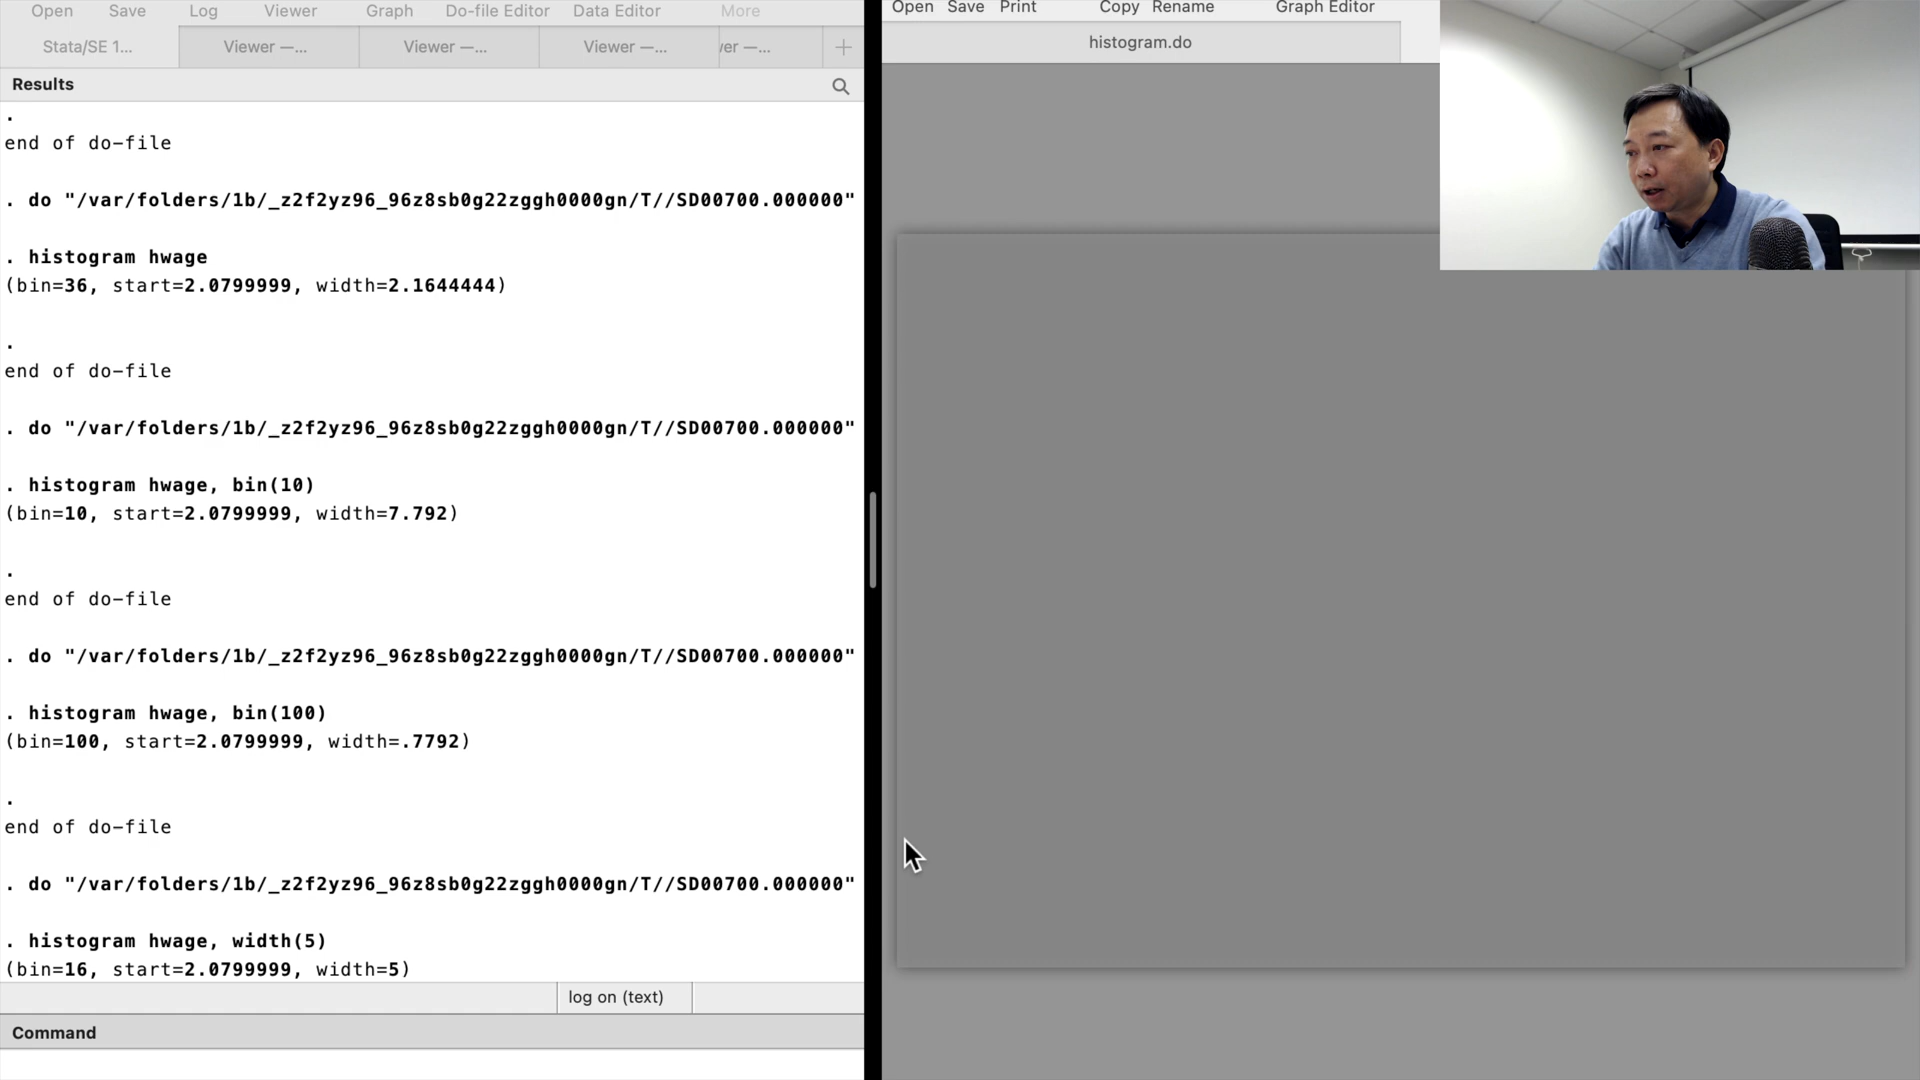 Open Save Log Viewer Graph Do-file Editor Data Editor More
Stata/SE 1... Viewer —... Viewer —... Viewer —... ver —... +
Results
.
end of do-file
. do "/var/folders/1b/_z2f2yz96_96z8sb0g22zggh0000gn/T//SD00700.000000"
. histogram hwage
(bin=36, start=2.0799999, width=2.1644444)
.
end of do-file
. do "/var/folders/1b/_z2f2yz96_96z8sb0g22zggh0000gn/T//SD00700.000000"
. histogram hwage, bin(10)
(bin=10, start=2.0799999, width=7.792)
.
end of do-file
. do "/var/folders/1b/_z2f2yz96_96z8sb0g22zggh0000gn/T//SD00700.000000"
. histogram hwage, bin(100)
(bin=100, start=2.0799999, width=.7792)
.
end of do-file
. do "/var/folders/1b/_z2f2yz96_96z8sb0g22zggh0000gn/T//SD00700.000000"
. histogram hwage, width(5)
(bin=16, start=2.0799999, width=5)
log on (text)
Command
Open Save Print Copy Rename Graph Editor
histogram.do